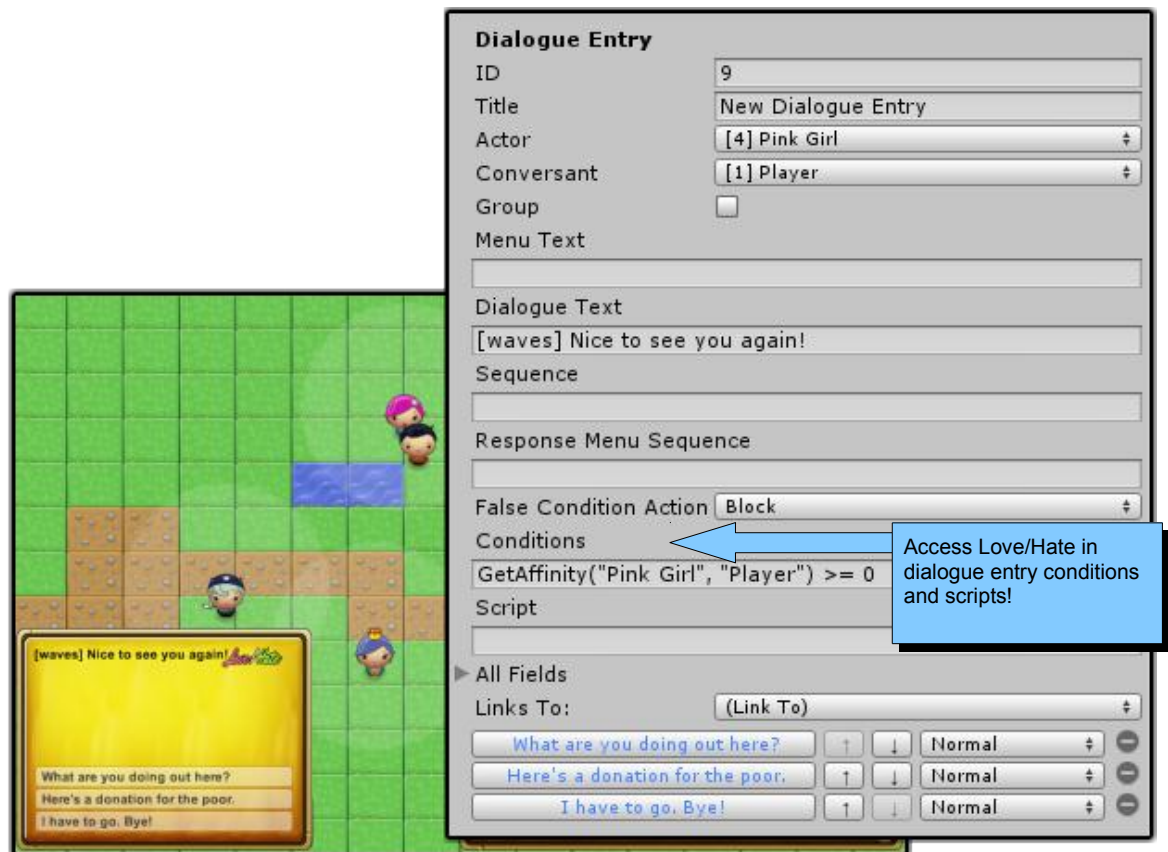 Dialogue Entry
ID
9
Title
New Dialogue Entry
Actor
[4] Pink Girl
Conversant
[1] Player
Group
Menu Text
Dialogue Text
[waves] Nice to see you again!
Sequence
Response Menu Sequence
False Condition Action
Block
Conditions
GetAffinity("Pink Girl", "Player") >= 0
Script
Access Love/Hate in
dialogue entry conditions
and scripts!
All Fields
Links To:
(Link To)
What are you doing out here?
↑
↓
Normal
Here's a donation for the poor.
↑
↓
Normal
I have to go. Bye!
↑
↓
Normal
[waves] Nice to see you again!
Love/Hate
What are you doing out here?
Here's a donation for the poor.
I have to go. Bye!